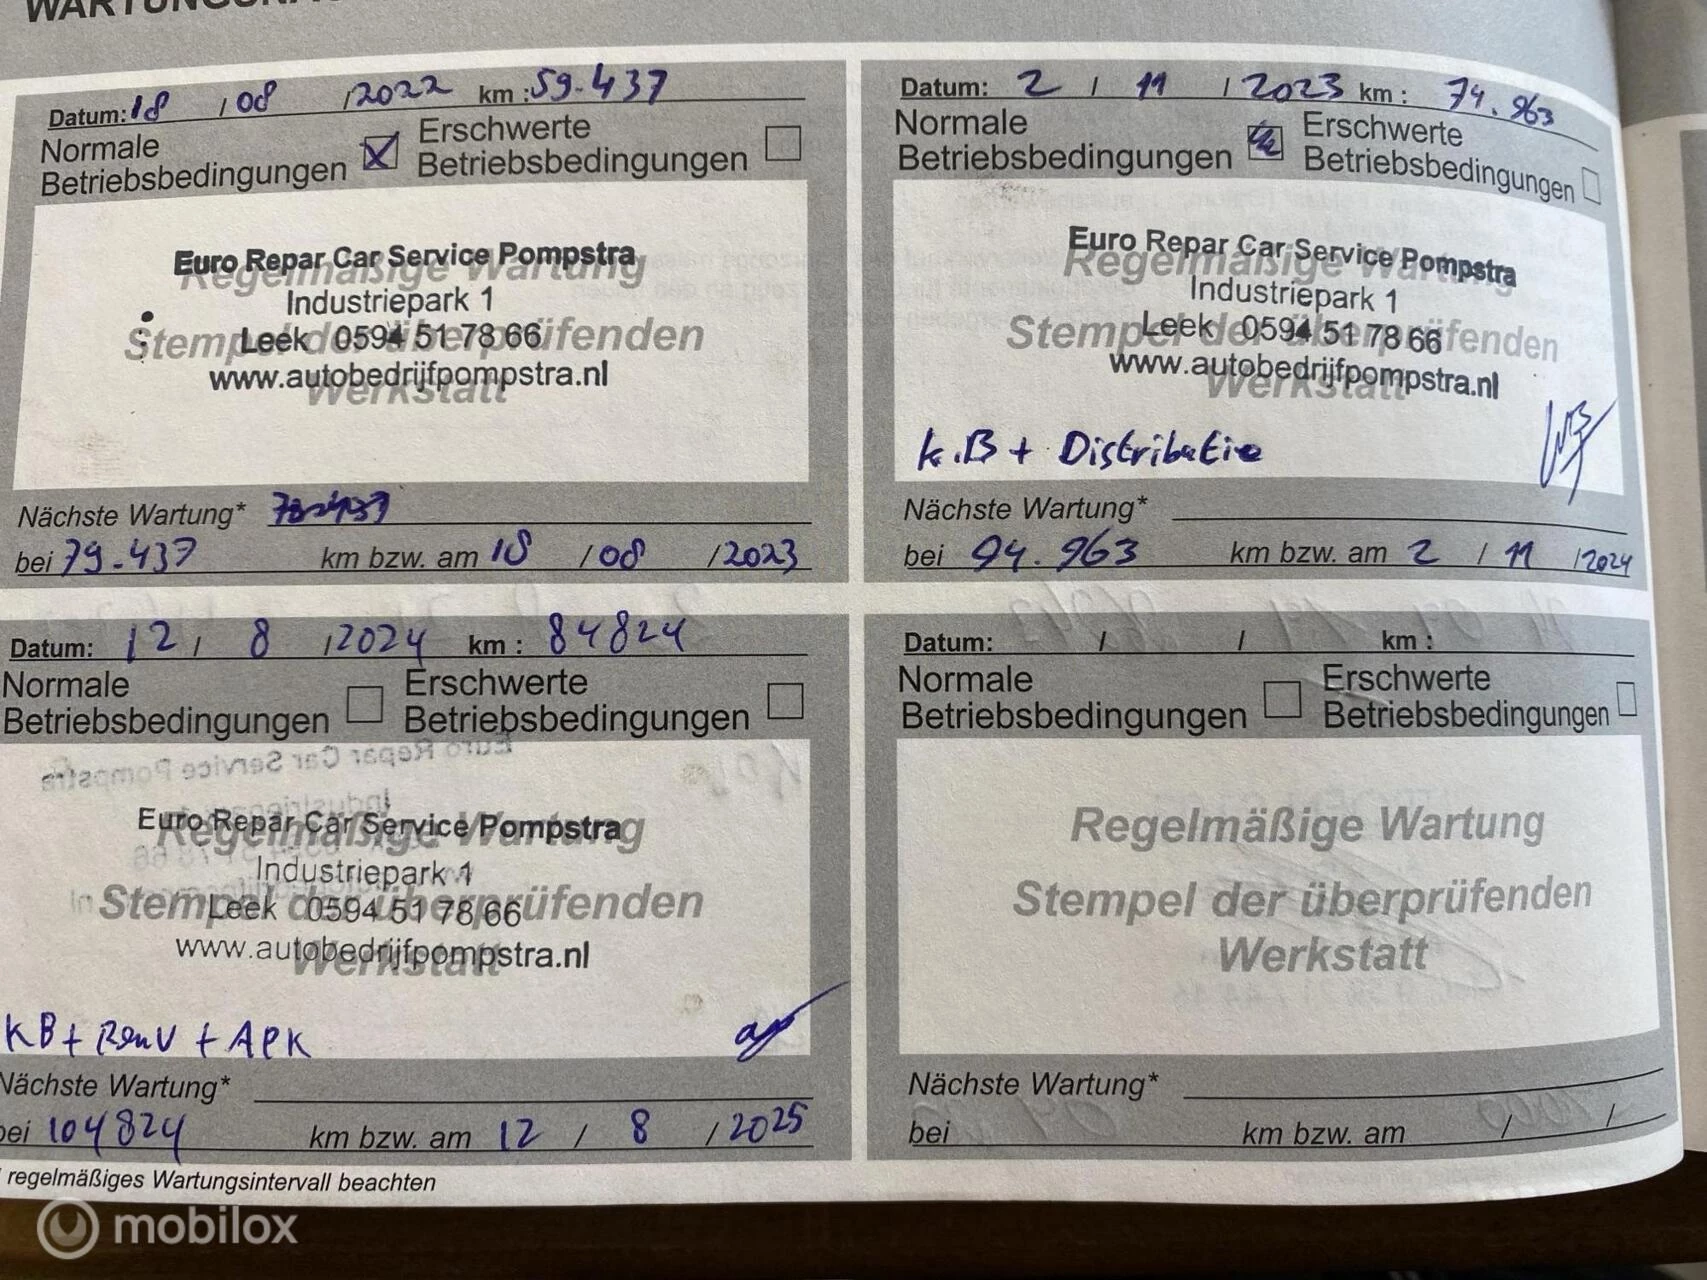 Datum: 18 / 08 / 2022 km : 59.437
Normale Betriebsbedingungen Erschwerte Betriebsbedingungen
Euro Repar Car Service Pompstra
Regelmäßige Wartung
Industriepark 1
Stempel der überprüfenden
Leek 0594 51 78 66
www.autobedrijfpompstra.nl
Werkstatt
Nächste Wartung*
bei 79.437 km bzw. am 18 / 08 / 2023
Datum: 2 / 11 / 2023 km : 74.963
Normale Betriebsbedingungen Erschwerte Betriebsbedingungen
Euro Repar Car Service Pompstra
Regelmäßige Wartung
Industriepark 1
Stempel der überprüfenden
Leek 0594 51 78 66
www.autobedrijfpompstra.nl
Werkstatt
K.B + Distributie
Nächste Wartung*
bei 94.963 km bzw. am 2 / 11 / 2024
Datum: 12 / 8 / 2024 km : 84824
Normale Betriebsbedingungen Erschwerte Betriebsbedingungen
Euro Repar Car Service Pompstra
Regelmäßige Wartung
Industriepark 1
Stempel der überprüfenden
Leek 0594 51 78 66
www.autobedrijfpompstra.nl
Werkstatt
KB + RemV + APK
Nächste Wartung*
bei 104824 km bzw. am 12 / 8 / 2025
Datum: / / km :
Normale Betriebsbedingungen Erschwerte Betriebsbedingungen
Regelmäßige Wartung
Stempel der überprüfenden
Werkstatt
Nächste Wartung*
bei km bzw. am / /
regelmäßiges Wartungsintervall beachten
mobilox